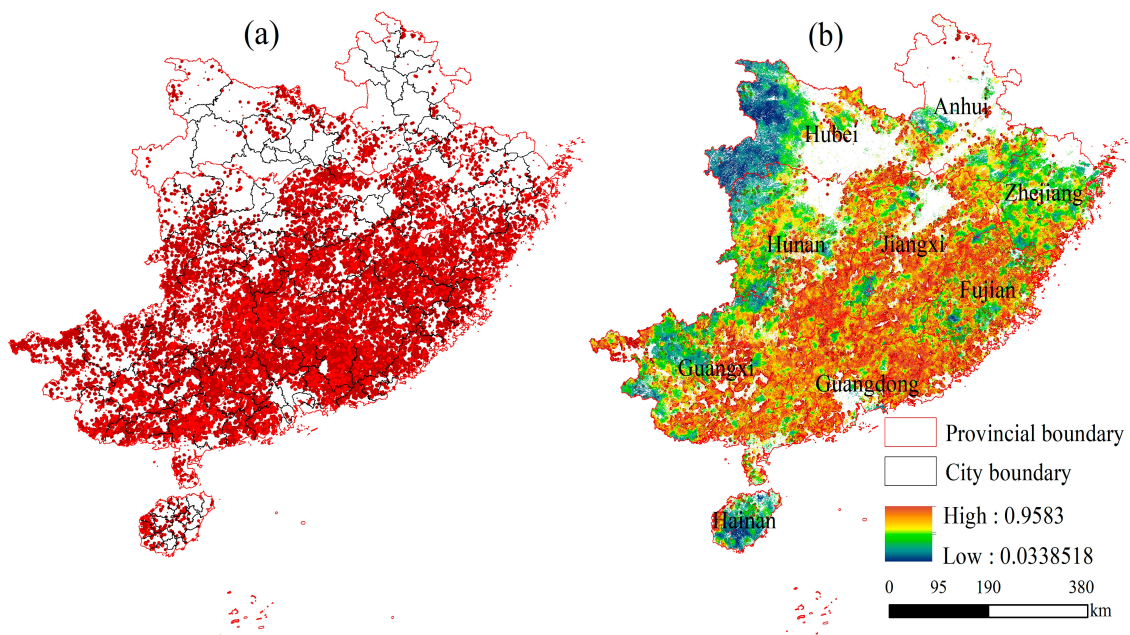 (a)
(b)
Anhui
Hubei
Zhejiang
Hunan
Jiangxi
Fujian
Guangxi
Guangdong
Hainan
Provincial boundary
City boundary
High : 0.9583
Low : 0.0338518
0 95 190 380
km